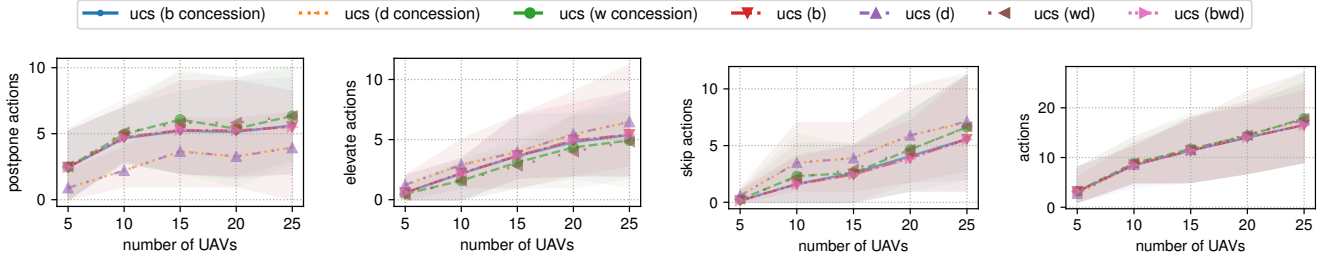 ucs (b concession) ucs (d concession) ucs (w concession) ucs (b) ucs (d) ucs (wd) ucs (bwd)
postpone actions
10
5
0
5 10 15 20 25
number of UAVs
elevate actions
10
5
0
5 10 15 20 25
number of UAVs
skip actions
10
5
0
5 10 15 20 25
number of UAVs
actions
20
10
0
5 10 15 20 25
number of UAVs